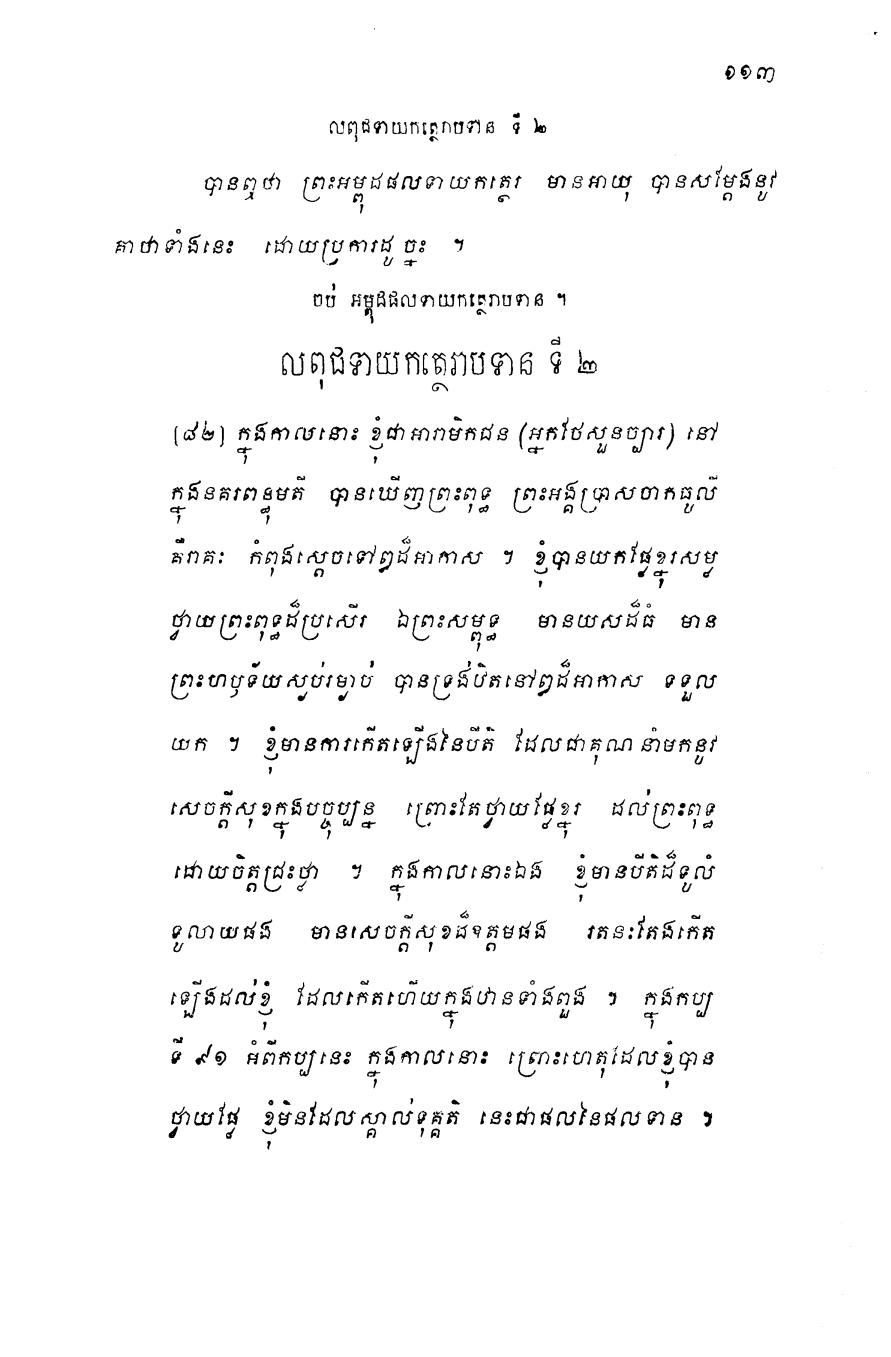 ១១៣
លពុជទាយកត្ថេរាបទាន ទី ២
បានឮថា ព្រះអម្ពុដផលទាយកត្ថេរ មានអាយុ បានសម្ដែងនូវ
គាថាទាំងនេះ ដោយប្រការដូច្នេះ ។
ចប់ អម្ពុដផលទាយកត្ថេរាបទាន ។
លពុជទាយកត្ថេរាបទាន ទី ២
(៨២) ក្នុងកាលនោះ ខ្ញុំជាអារាមិកជន (អ្នកថែសួនច្បារ) នៅ
ក្នុងនគរពន្ធុមតី បានឃើញព្រះពុទ្ធ ព្រះអង្គប្រាសចាកធូលី
គឺរាគៈ កំពុងស្ដេចទៅឰដ៏អាកាស ។ ខ្ញុំបានយកផ្លែខ្នុរសម្ល
ថ្វាយព្រះពុទ្ធដ៏ប្រសើរ ឯព្រះសម្ពុទ្ធ មានយសដ៏ធំ មាន
ព្រះហឫទ័យស្ងប់រម្ងាប់ បានទ្រង់ឋិតនៅឰដ៏អាកាស ទទួល
យក ។ ខ្ញុំមានការកើតឡើងនៃបីតិ ដែលជាគុណ នាំមកនូវ
សេចក្ដីសុខក្នុងបច្ចុប្បន្ន ព្រោះតែថ្វាយផ្លែខ្នុរ ដល់ព្រះពុទ្ធ
ដោយចិត្តជ្រះថ្លា ។ ក្នុងកាលនោះឯង ខ្ញុំមានបីតិដ៏ទូលំ
ទូលាយផង មានសេចក្ដីសុខដ៏ឧត្ដមផង រតនៈតែងកើត
ឡើងដល់ខ្ញុំ ដែលកើតហើយក្នុងឋានទាំងពួង ។ ក្នុងកប្ប
ទី ៩១ អំពីកប្បនេះ ក្នុងកាលនោះ ព្រោះហេតុដែលខ្ញុំបាន
ថ្វាយផ្លែ ខ្ញុំមិនដែលស្គាល់ទុគ្គតិ នេះជាផលនៃផលទាន ។